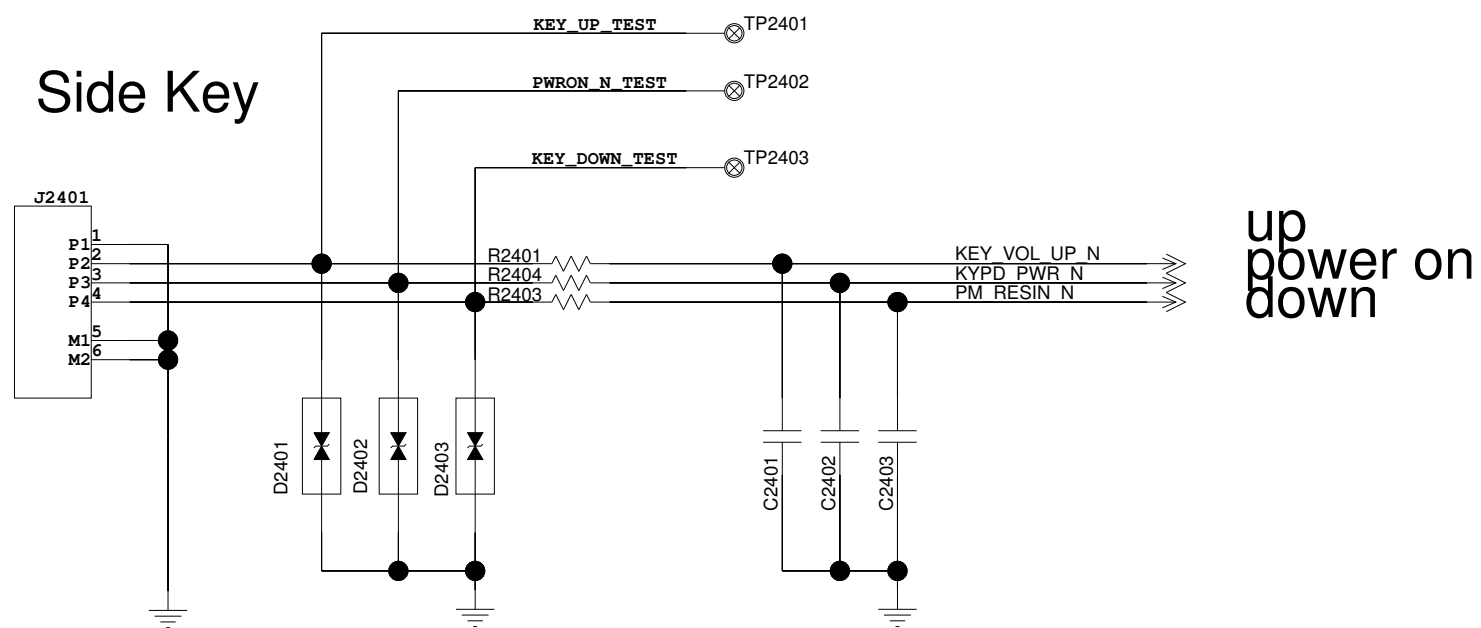 KEY_UP_TEST
TP2401
Side Key
PWRON_N_TEST
TP2402
KEY_DOWN_TEST
TP2403
J2401
P1 1
P2 2
P3 3
P4 4
M1 5
M2 6
R2401
R2404
R2403
KEY_VOL_UP_N
KYPD_PWR_N
PM_RESIN_N
up
power on
down
D2401
D2402
D2403
C2401
C2402
C2403